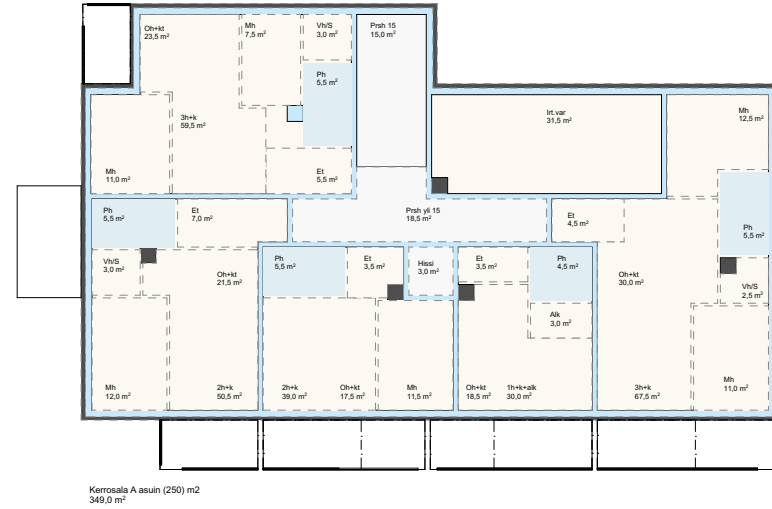 Oh+kt
23,5 m²
Mh
7,5 m²
Vh/S
3,0 m²
Prsh 15
15,0 m²
Ph
5,5 m²
3h+k
59,5 m²
Irt.var
31,5 m²
Mh
12,5 m²
Mh
11,0 m²
Et
5,5 m²
Ph
5,5 m²
Et
7,0 m²
Prsh yli 15
18,5 m²
Et
4,5 m²
Ph
5,5 m²
Vh/S
3,0 m²
Oh+kt
21,5 m²
Ph
5,5 m²
Et
3,5 m²
Hissi
3,0 m²
Et
3,5 m²
Ph
4,5 m²
Oh+kt
30,0 m²
Vh/S
2,5 m²
Alk
3,0 m²
Mh
12,0 m²
2h+k
50,5 m²
2h+k
39,0 m²
Oh+kt
17,5 m²
Mh
11,5 m²
Oh+kt
18,5 m²
1h+k+alk
30,0 m²
3h+k
67,5 m²
Mh
11,0 m²
Kerrosala A asuin (250) m2
349,0 m²